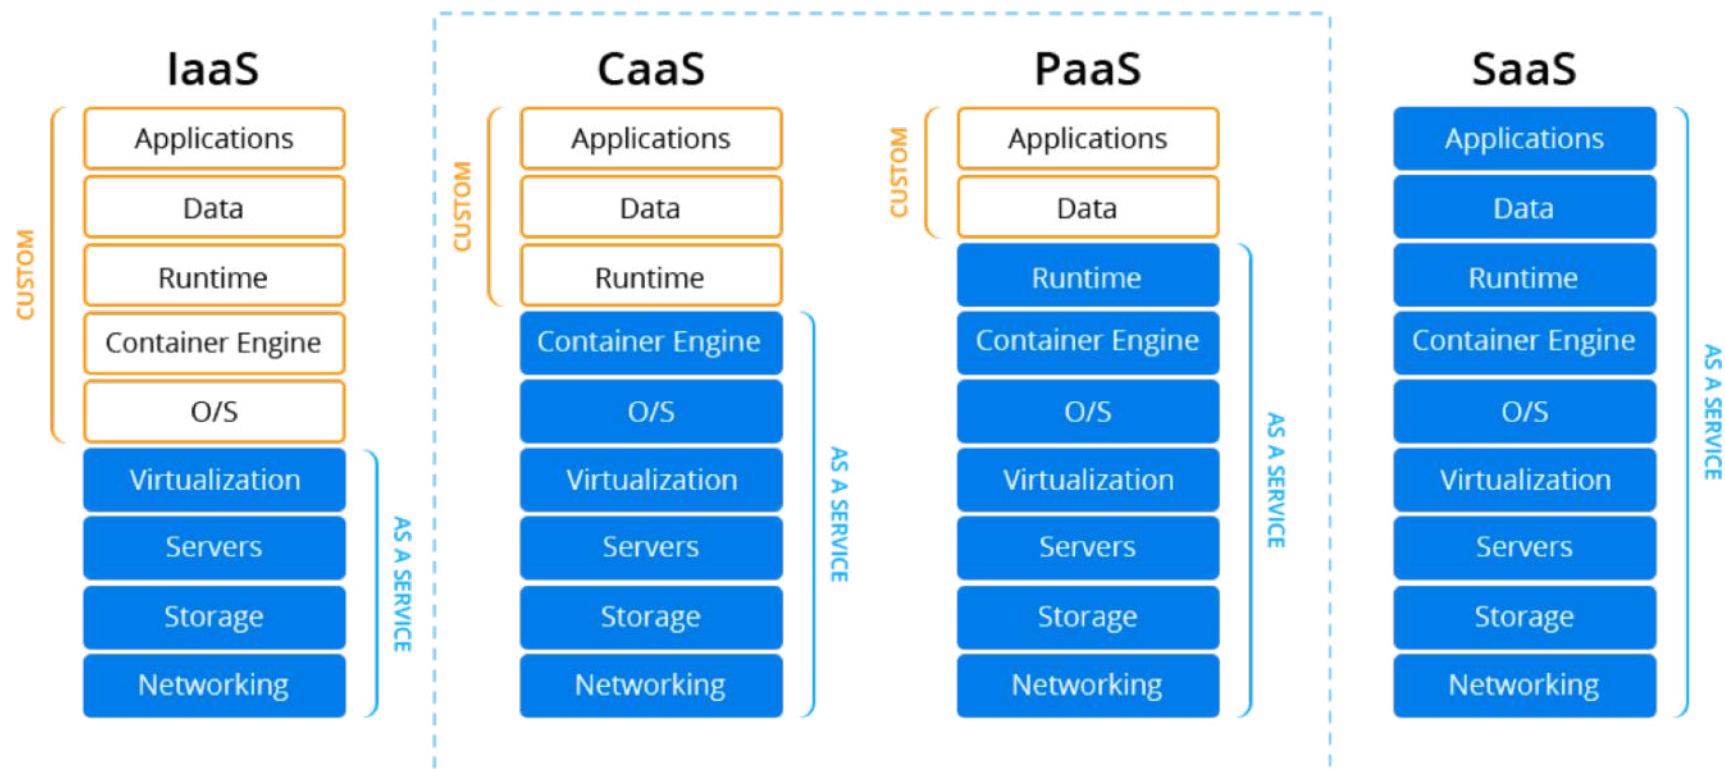 IaaS
CUSTOM
Applications
Data
Runtime
Container Engine
O/S
Virtualization
Servers
Storage
Networking
AS A SERVICE
CaaS
CUSTOM
Applications
Data
Runtime
Container Engine
O/S
Virtualization
Servers
Storage
Networking
AS A SERVICE
PaaS
CUSTOM
Applications
Data
Runtime
Container Engine
O/S
Virtualization
Servers
Storage
Networking
AS A SERVICE
SaaS
Applications
Data
Runtime
Container Engine
O/S
Virtualization
Servers
Storage
Networking
AS A SERVICE